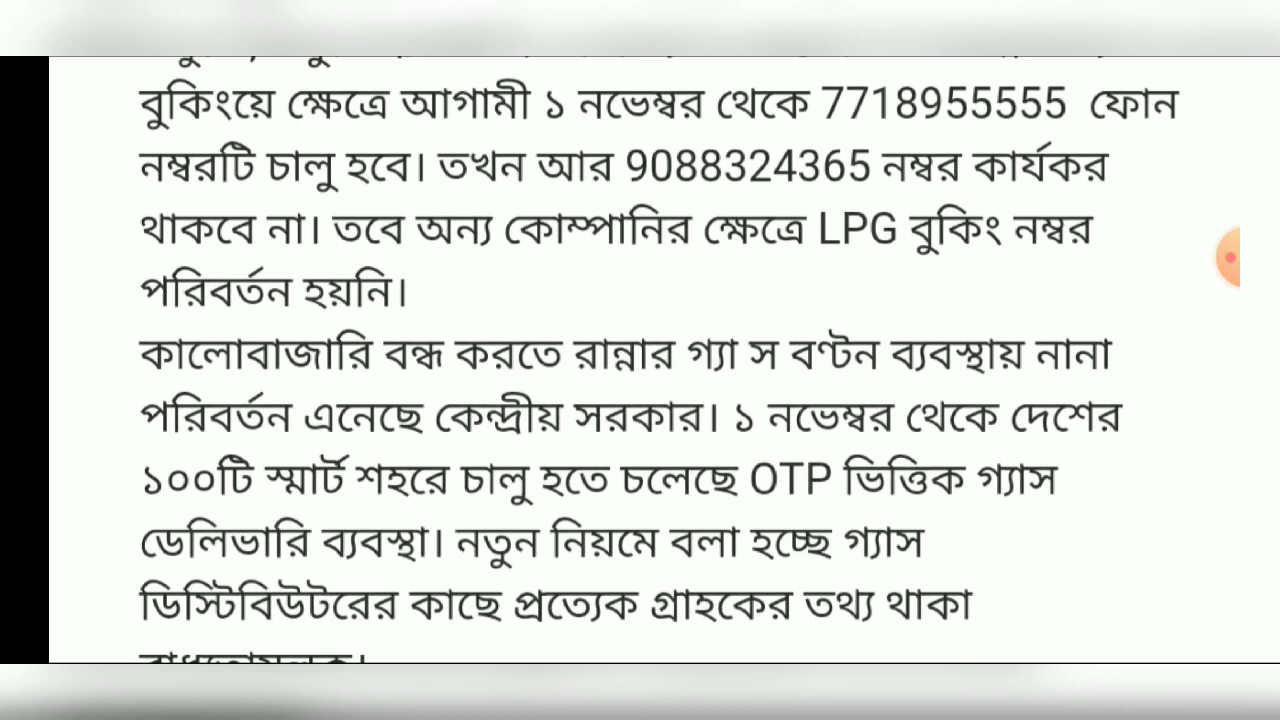 বুকিংয়ে ক্ষেত্রে আগামী ১ নভেম্বর থেকে 7718955555 ফোন
নম্বরটি চালু হবে। তখন আর 9088324365 নম্বর কার্যকর
থাকবে না। তবে অন্য কোম্পানির ক্ষেত্রে LPG বুকিং নম্বর
পরিবর্তন হয়নি।
কালোবাজারি বন্ধ করতে রান্নার গ্যা স বণ্টন ব্যবস্থায় নানা
পরিবর্তন এনেছে কেন্দ্রীয় সরকার। ১ নভেম্বর থেকে দেশের
১০০টি স্মার্ট শহরে চালু হতে চলেছে OTP ভিত্তিক গ্যাস
ডেলিভারি ব্যবস্থা। নতুন নিয়মে বলা হচ্ছে গ্যাস
ডিস্টিবিউটরের কাছে প্রত্যেক গ্রাহকের তথ্য থাকা